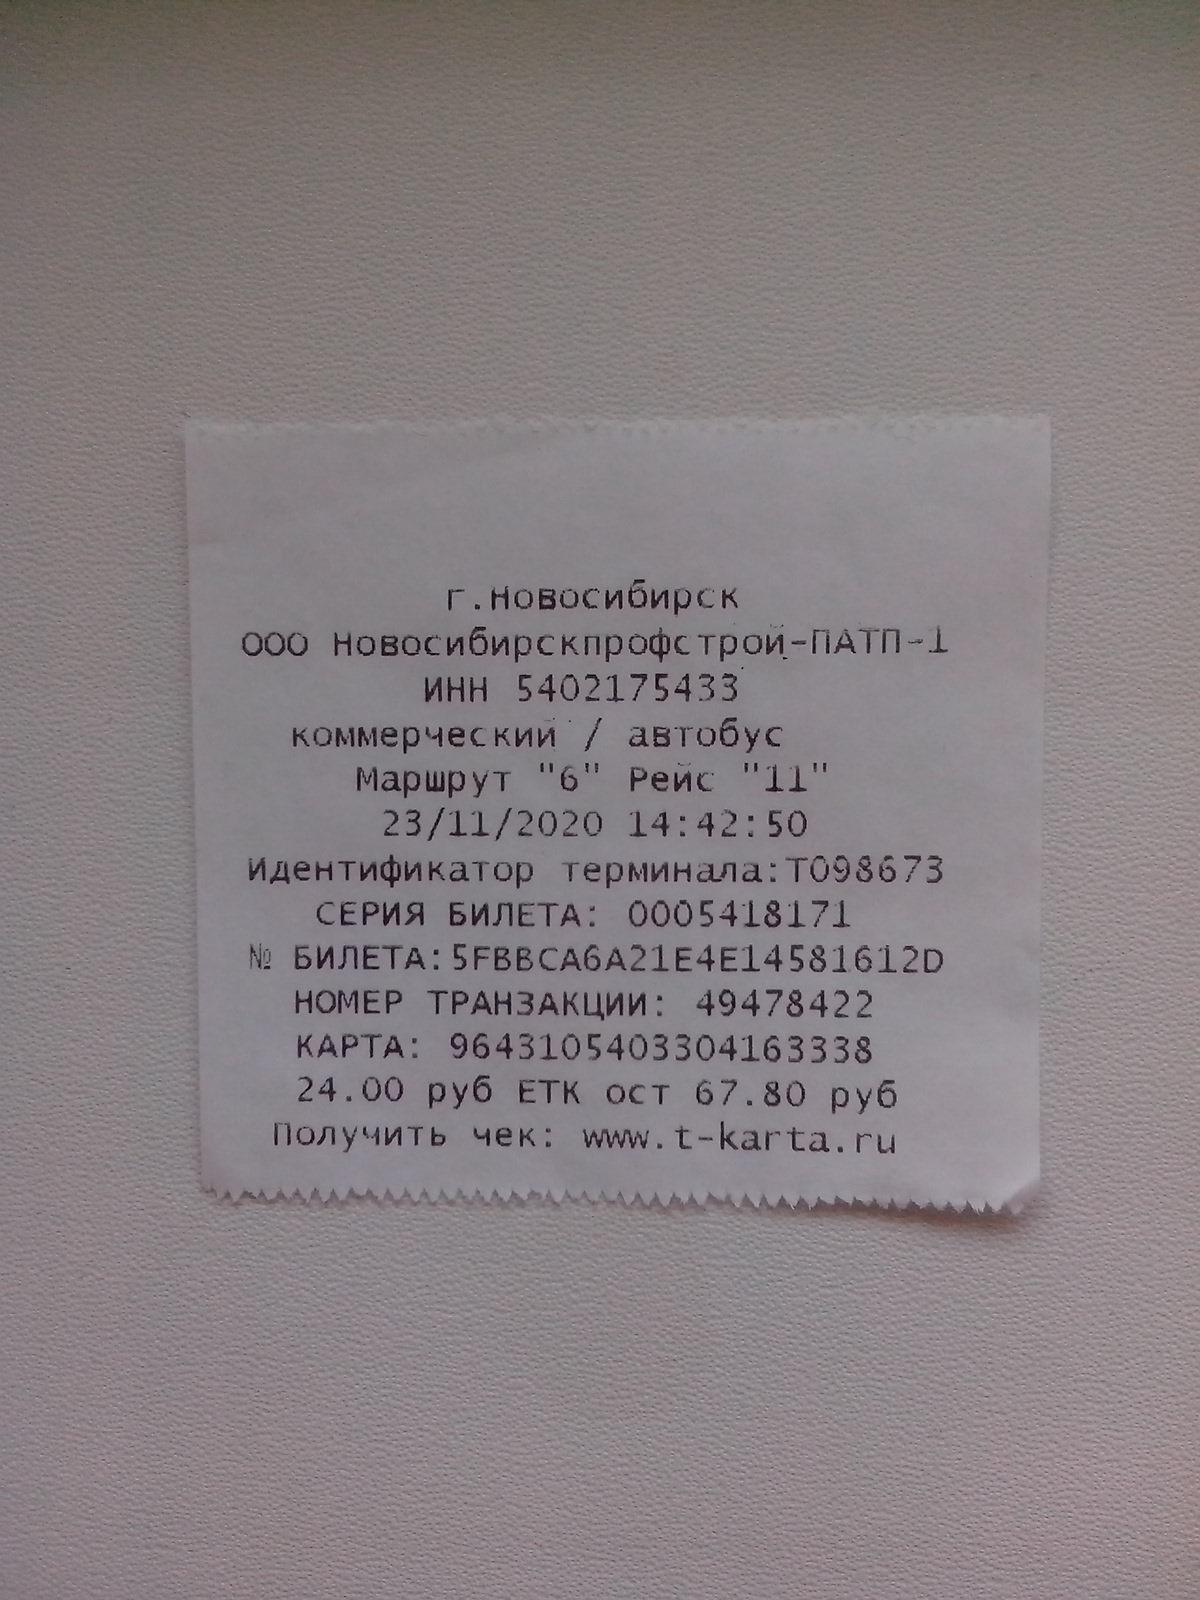 г.Новосибирск
ООО Новосибирскпрофстрой-ПАТП-1
ИНН 5402175433
коммерческий / автобус
Маршрут "6" Рейс "11"
23/11/2020 14:42:50
Идентификатор терминала:Т098673
СЕРИЯ БИЛЕТА: 0005418171
№ БИЛЕТА:5FBBCA6A21E4E14581612D
НОМЕР ТРАНЗАКЦИИ: 49478422
КАРТА: 9643105403304163338
24.00 руб ЕТК ост 67.80 руб
Получить чек: www.t-karta.ru